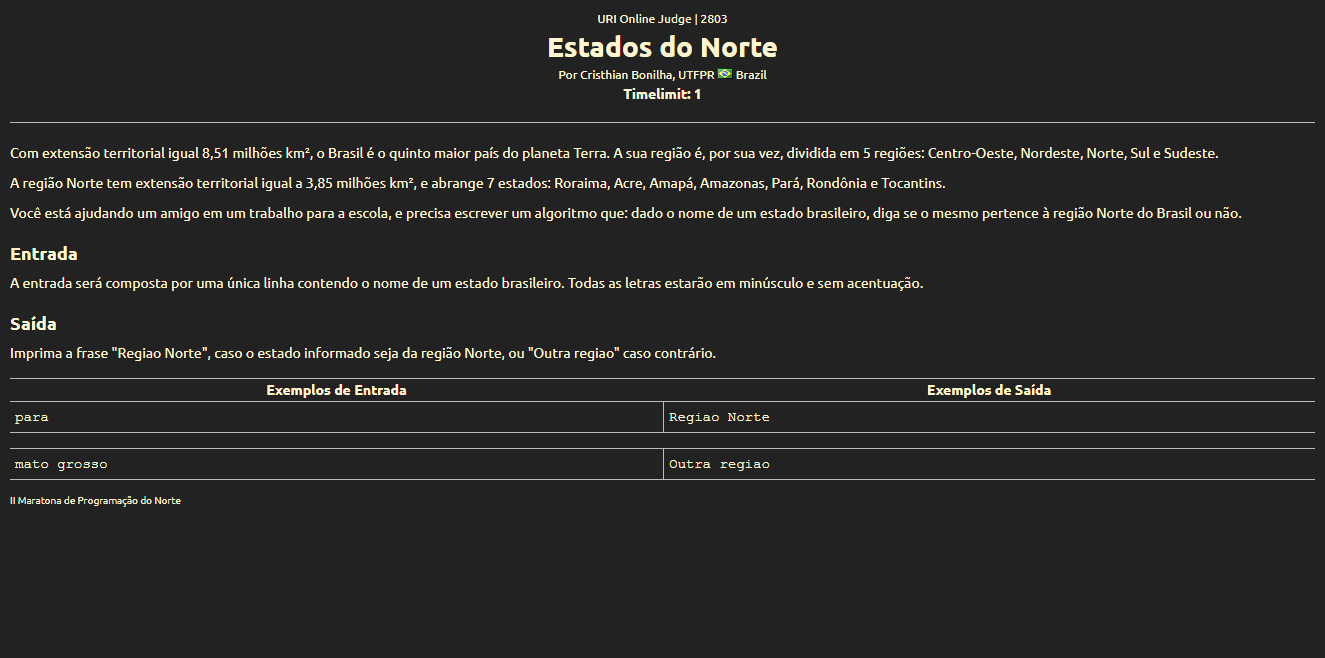 URI Online Judge | 2803
Estados do Norte
Por Cristhian Bonilha, UTFPR Brazil
Timelimit: 1
Com extensão territorial igual 8,51 milhões km², o Brasil é o quinto maior país do planeta Terra. A sua região é, por sua vez, dividida em 5 regiões: Centro-Oeste, Nordeste, Norte, Sul e Sudeste.
A região Norte tem extensão territorial igual a 3,85 milhões km², e abrange 7 estados: Roraima, Acre, Amapá, Amazonas, Pará, Rondônia e Tocantins.
Você está ajudando um amigo em um trabalho para a escola, e precisa escrever um algoritmo que: dado o nome de um estado brasileiro, diga se o mesmo pertence à região Norte do Brasil ou não.
Entrada
A entrada será composta por uma única linha contendo o nome de um estado brasileiro. Todas as letras estarão em minúsculo e sem acentuação.
Saída
Imprima a frase "Regiao Norte", caso o estado informado seja da região Norte, ou "Outra regiao" caso contrário.
Exemplos de Entrada Exemplos de Saída
para Regiao Norte
mato grosso Outra regiao
II Maratona de Programação do Norte